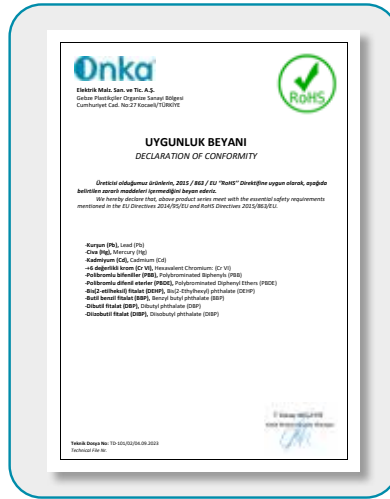 Onka
Elektrik Malz. San. ve Tic. A.Ş.
Gebze Plastikçiler Organize Sanayi Bölgesi
Cumhuriyet Cad. No:27 Kocaeli/TÜRKİYE
RoHS
UYGUNLUK BEYANI
DECLARATION OF CONFORMITY
Üreticisi olduğumuz ürünlerin, 2015 / 863 / EU "RoHS" Direktifine uygun olarak, aşağıda
belirtilen zararlı maddeleri içermediğini beyan ederiz.
We hereby declare that, above product series meet with the essential safety requirements
mentioned in the EU Directives 2014/95/EU and RoHS Directives 2015/863/EU.
-Kurşun (Pb), Lead (Pb)
-Civa (Hg), Mercury (Hg)
-Kadmiyum (Cd), Cadmium (Cd)
-+6 değerlikli krom (Cr VI), Hexavalent Chromium: (Cr VI)
-Polibromlu bifeniller (PBB), Polybrominated Biphenyls (PBB)
-Polibromlu difenil eterler (PBDE), Polybrominated Diphenyl Ethers (PBDE)
-Bis(2-etilheksil) fitalat (DEHP), Bis(2-Ethylhexyl) phthalate (DEHP)
-Butil benzil fitalat (BBP), Benzyl butyl phthalate (BBP)
-Dibutil fitalat (DBP), Dibutyl phthalate (DBP)
-Diizobutil fitalat (DIBP), Diisobutyl phthalate (DIBP)
Teknik Dosya No: TD-101/02/04.09.2023
Technical File Nr.